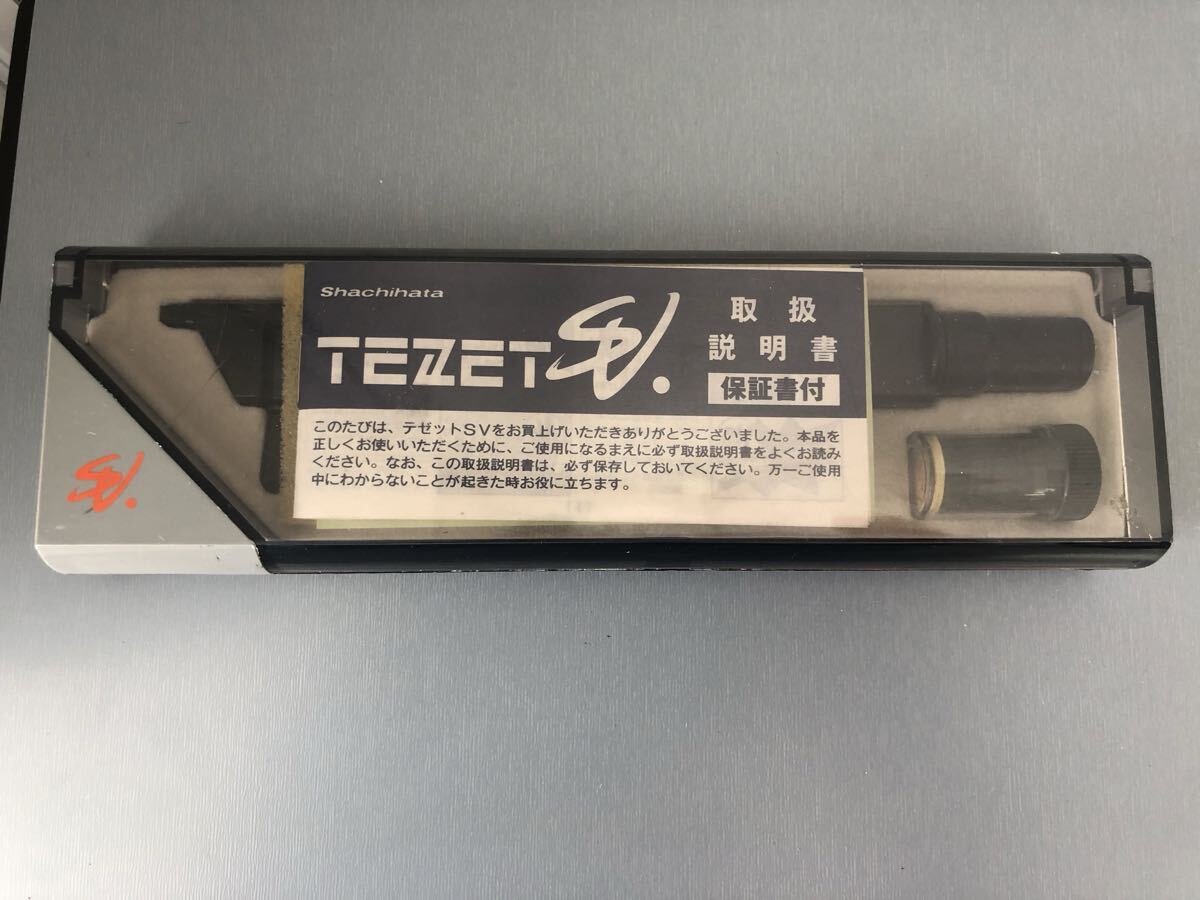 Shachihata
TEZET SV.
取扱
説明書
保証書付
このたびは、テゼットSVをお買上げいただきありがとうございました。本品を
正しくお使いいただくために、ご使用になるまえに必ず取扱説明書をよくお読み
ください。なお、この取扱説明書は、必ず保存しておいてください。万一ご使用
中にわからないことが起きた時お役に立ちます。
SV.